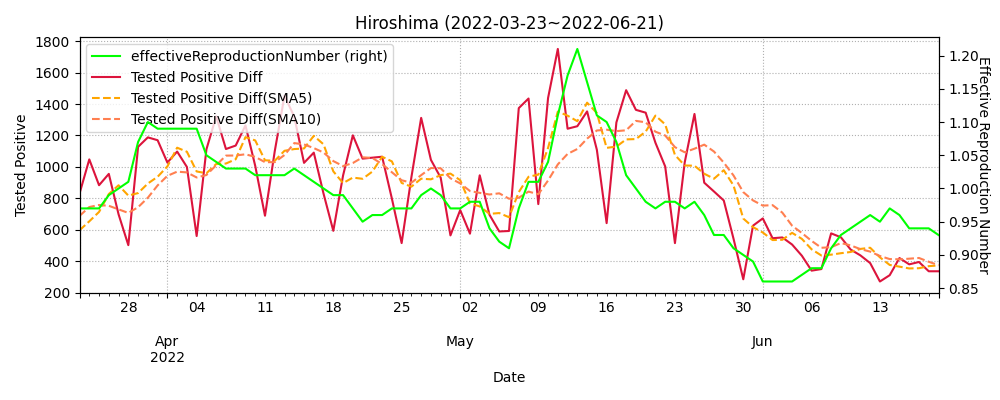 Hiroshima (2022-03-23~2022-06-21)
effectiveReproductionNumber (right)
Tested Positive Diff
Tested Positive Diff(SMA5)
Tested Positive Diff(SMA10)
Tested Positive
1800
1600
1400
1200
1000
800
600
400
200
Effective Reproduction Number
1.20
1.15
1.10
1.05
1.00
0.95
0.90
0.85
28
04
11
18
25
02
09
16
23
30
06
13
Apr
2022
May
Jun
Date